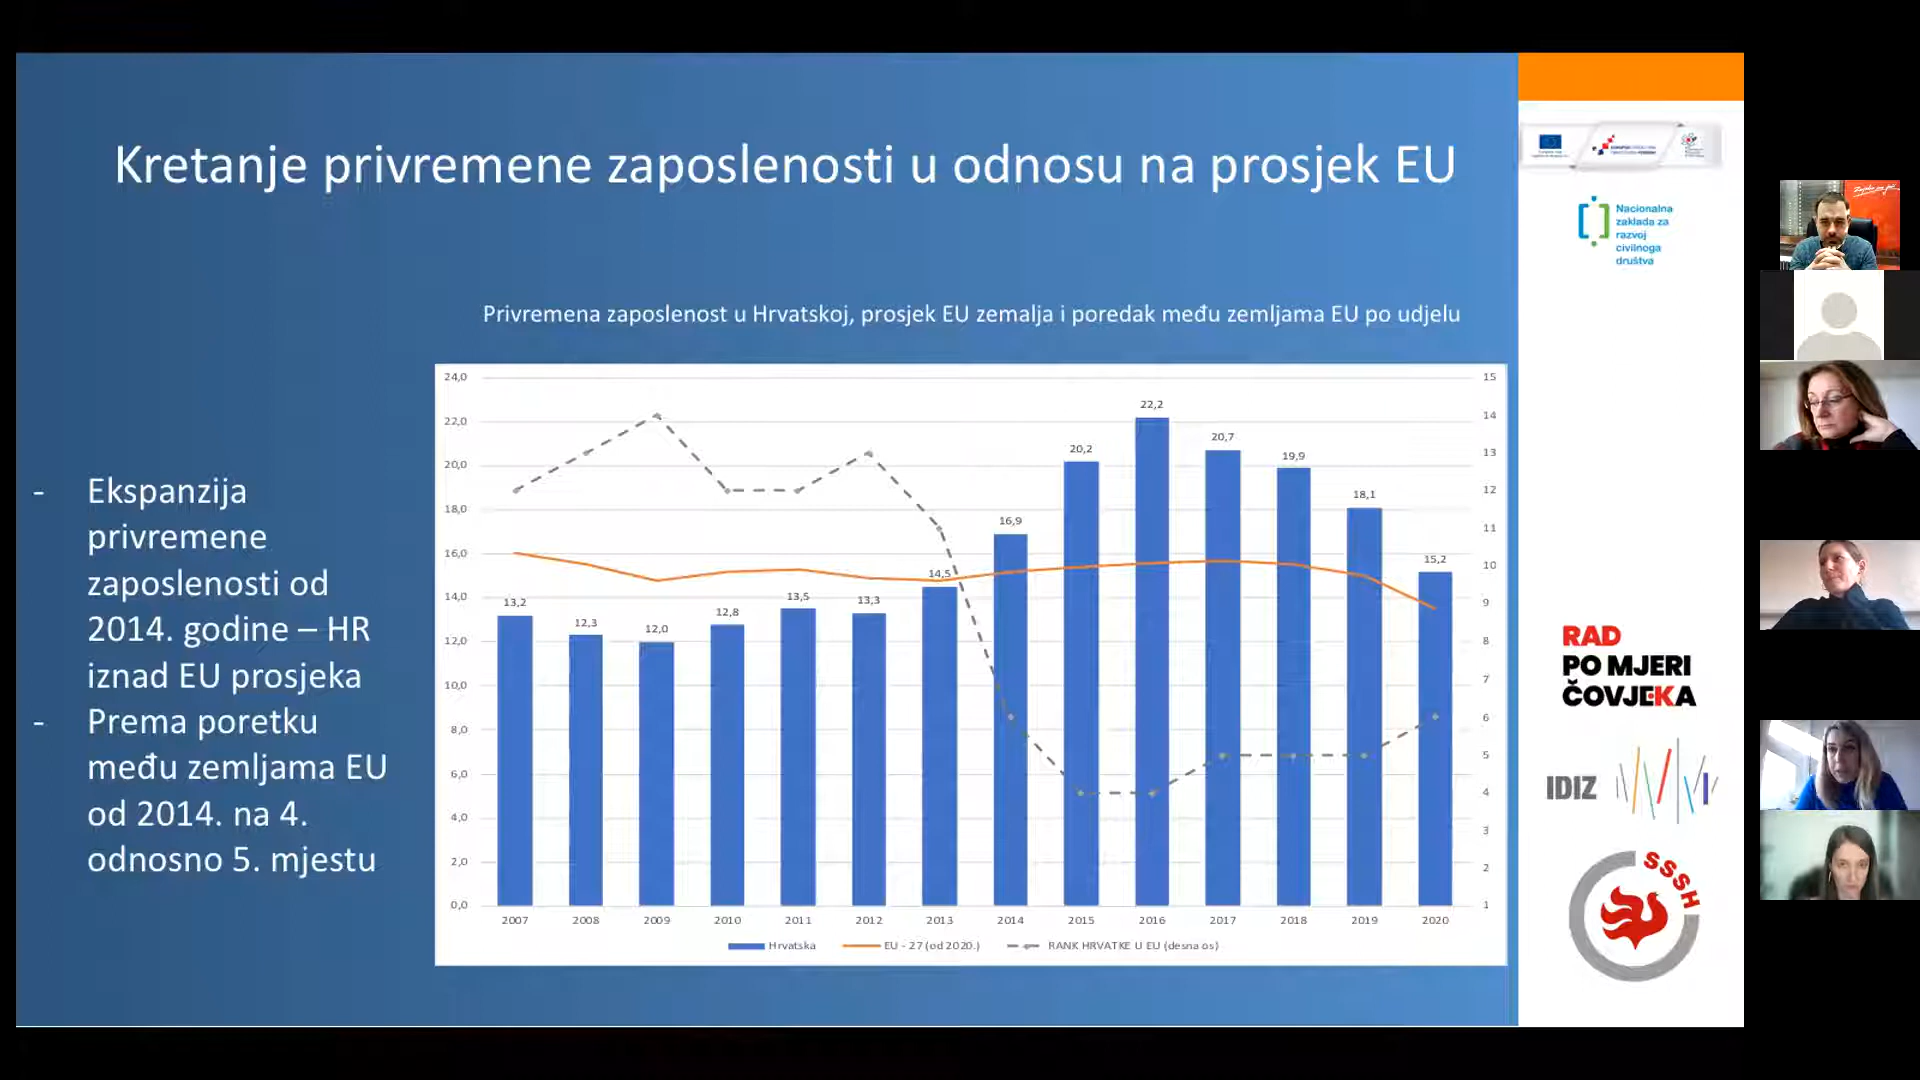 Kretanje privremene zaposlenosti u odnosu na prosjek EU
Privremena zaposlenost u Hrvatskoj, prosjek EU zemalja i poredak među zemljama EU po udjelu
- Ekspanzija
privremene
zaposlenosti od
2014. godine – HR
iznad EU prosjeka
- Prema poretku
među zemljama EU
od 2014. na 4.
odnosno 5. mjestu
24,0
22,0
20,0
18,0
16,0
14,0
12,0
10,0
8,0
6,0
4,0
2,0
0,0
13,2
12,3
12,0
12,8
13,5
13,3
14,5
16,9
20,2
22,2
20,7
19,9
18,1
15,2
15
14
13
12
11
10
9
8
7
6
5
4
3
2
1
2007 2008 2009 2010 2011 2012 2013 2014 2015 2016 2017 2018 2019 2020
Hrvatska EU - 27 (od 2020.) RANK HRVATKE U EU (desna os)
Nacionalna
zaklada za
razvoj
civilnoga
društva
RAD
PO MJERI
ČOVJEKA
IDIZ
SSSH